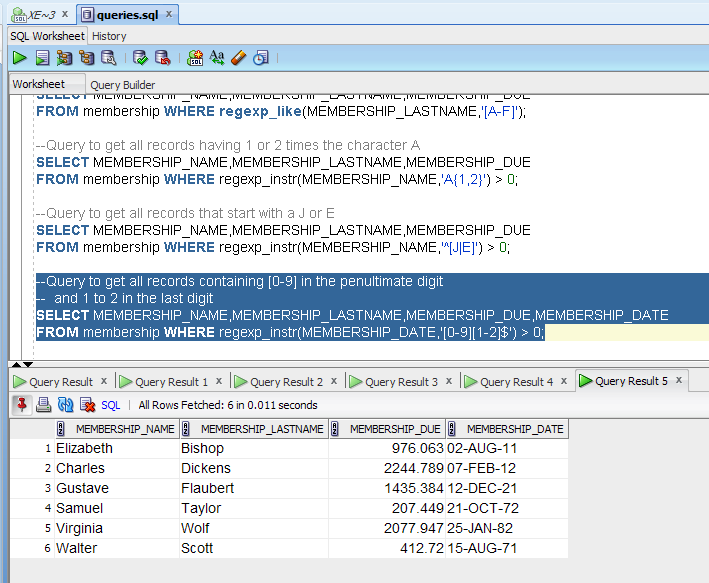 XE~3 x queries.sql x
SQL Worksheet History
Worksheet Query Builder
SELECT MEMBERSHIP_NAME,MEMBERSHIP_LASTNAME,MEMBERSHIP_DUE
FROM membership WHERE regexp_like(MEMBERSHIP_LASTNAME,'[A-F]');
--Query to get all records having 1 or 2 times the character A
SELECT MEMBERSHIP_NAME,MEMBERSHIP_LASTNAME,MEMBERSHIP_DUE
FROM membership WHERE regexp_instr(MEMBERSHIP_NAME,'A{1,2}') > 0;
--Query to get all records that start with a J or E
SELECT MEMBERSHIP_NAME,MEMBERSHIP_LASTNAME,MEMBERSHIP_DUE
FROM membership WHERE regexp_instr(MEMBERSHIP_NAME,'^[J|E]') > 0;
--Query to get all records containing [0-9] in the penultimate digit
-- and 1 to 2 in the last digit
SELECT MEMBERSHIP_NAME,MEMBERSHIP_LASTNAME,MEMBERSHIP_DUE,MEMBERSHIP_DATE
FROM membership WHERE regexp_instr(MEMBERSHIP_DATE,'[0-9][1-2]$') > 0;
Query Result x Query Result 1 x Query Result 2 x Query Result 3 x Query Result 4 x Query Result 5 x
SQL | All Rows Fetched: 6 in 0.011 seconds
MEMBERSHIP_NAME MEMBERSHIP_LASTNAME MEMBERSHIP_DUE MEMBERSHIP_DATE
1 Elizabeth Bishop 976.063 02-AUG-11
2 Charles Dickens 2244.789 07-FEB-12
3 Gustave Flaubert 1435.384 12-DEC-21
4 Samuel Taylor 207.449 21-OCT-72
5 Virginia Wolf 2077.947 25-JAN-82
6 Walter Scott 412.72 15-AUG-71